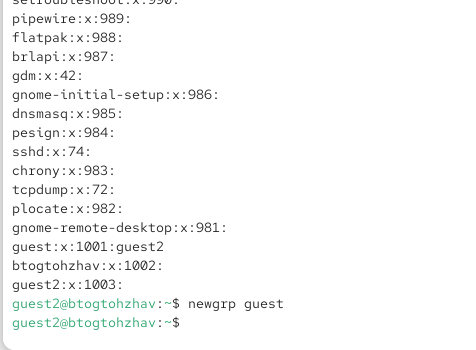 setroubleshoot:x:990:
pipewire:x:989:
flatpak:x:988:
brlapi:x:987:
gdm:x:42:
gnome-initial-setup:x:986:
dnsmasq:x:985:
pesign:x:984:
sshd:x:74:
chrony:x:983:
tcpdump:x:72:
plocate:x:982:
gnome-remote-desktop:x:981:
guest:x:1001:guest2
btogtohzhav:x:1002:
guest2:x:1003:
guest2@btogtohzhav:~$ newgrp guest
guest2@btogtohzhav:~$